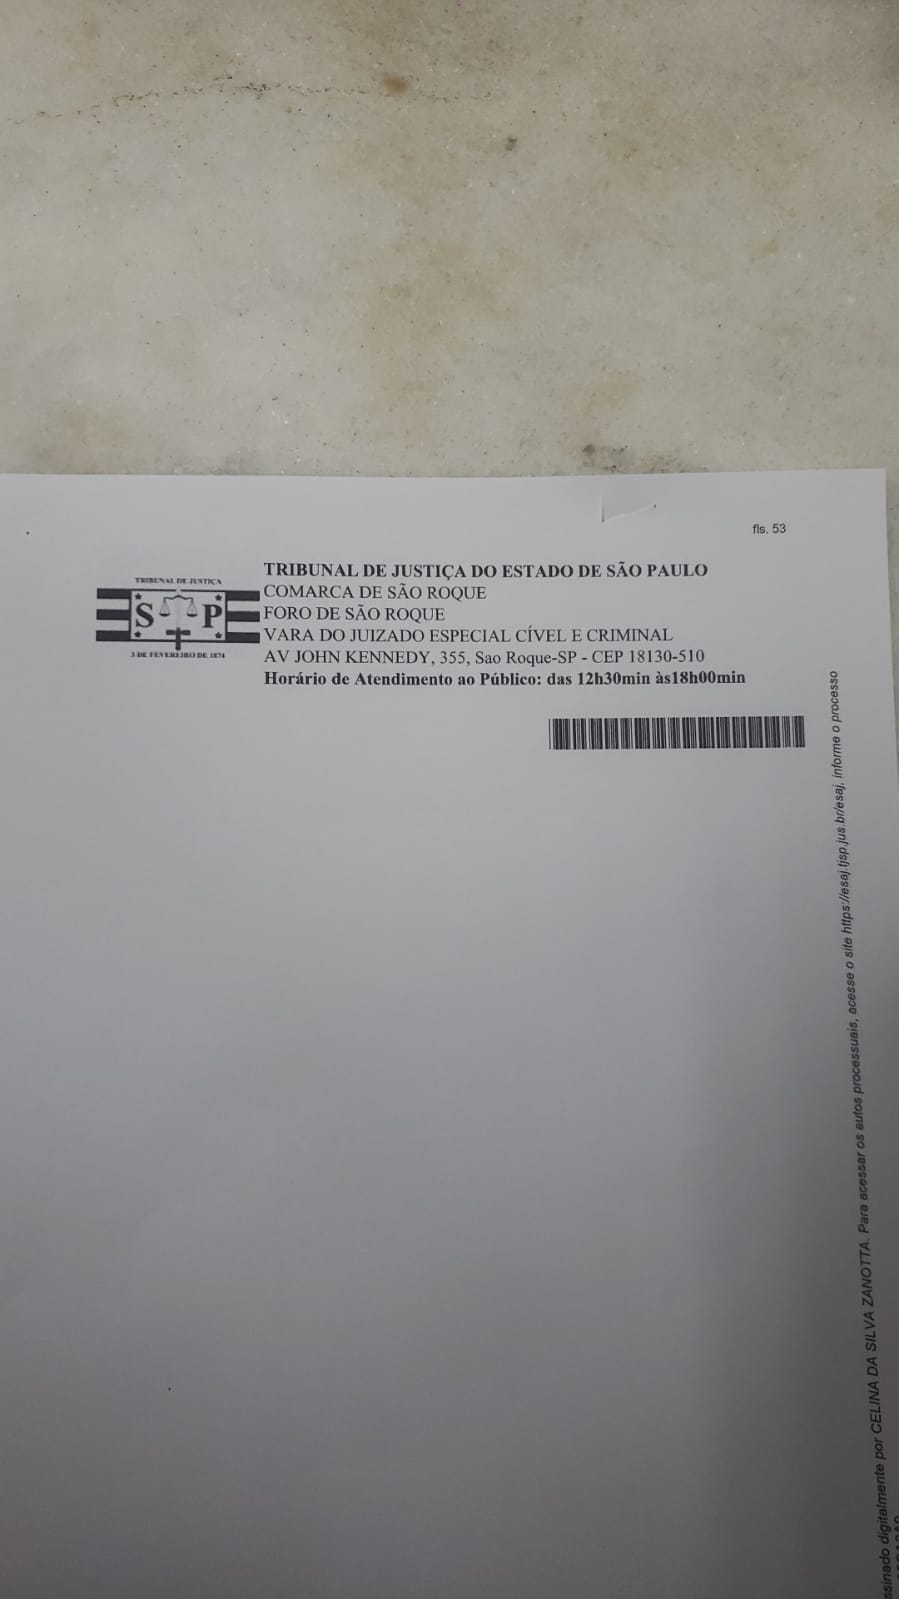 fls. 53
TRIBUNAL DE JUSTIÇA
S P
3 DE FEVEREIRO DE 1874
TRIBUNAL DE JUSTIÇA DO ESTADO DE SÃO PAULO
COMARCA DE SÃO ROQUE
FORO DE SÃO ROQUE
VARA DO JUIZADO ESPECIAL CÍVEL E CRIMINAL
AV JOHN KENNEDY, 355, Sao Roque-SP - CEP 18130-510
Horário de Atendimento ao Público: das 12h30min às18h00min
ssinado digitalmente por CELINA DA SILVA ZANOTTA. Para acessar os autos processuais, acesse o site https://esaj.tjsp.jus.br/esaj, informe o processo